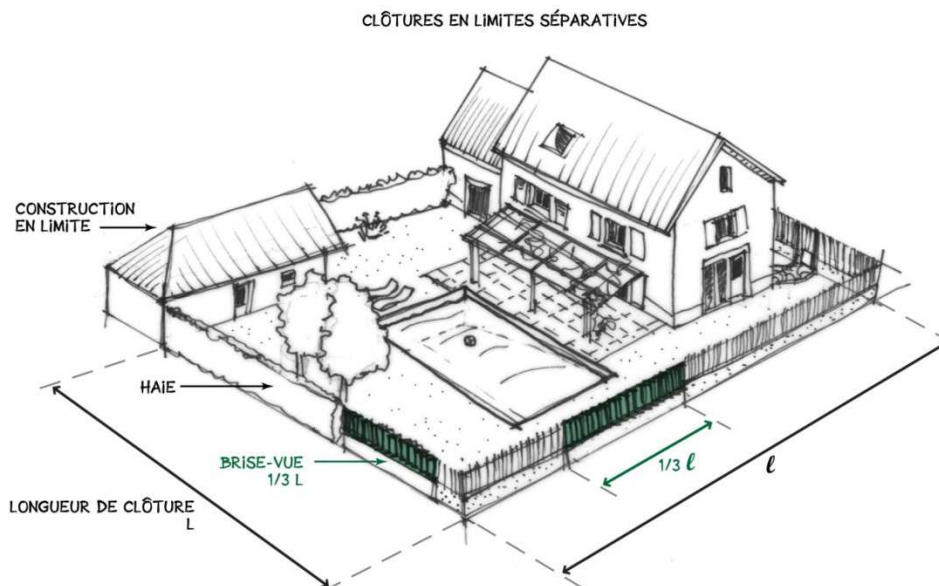 CLÔTURES EN LIMITES SÉPARATIVES
CONSTRUCTION
EN LIMITE
HAIE
BRISE-VUE
1/3 L
1/3 ℓ
ℓ
LONGUEUR DE CLÔTURE
L